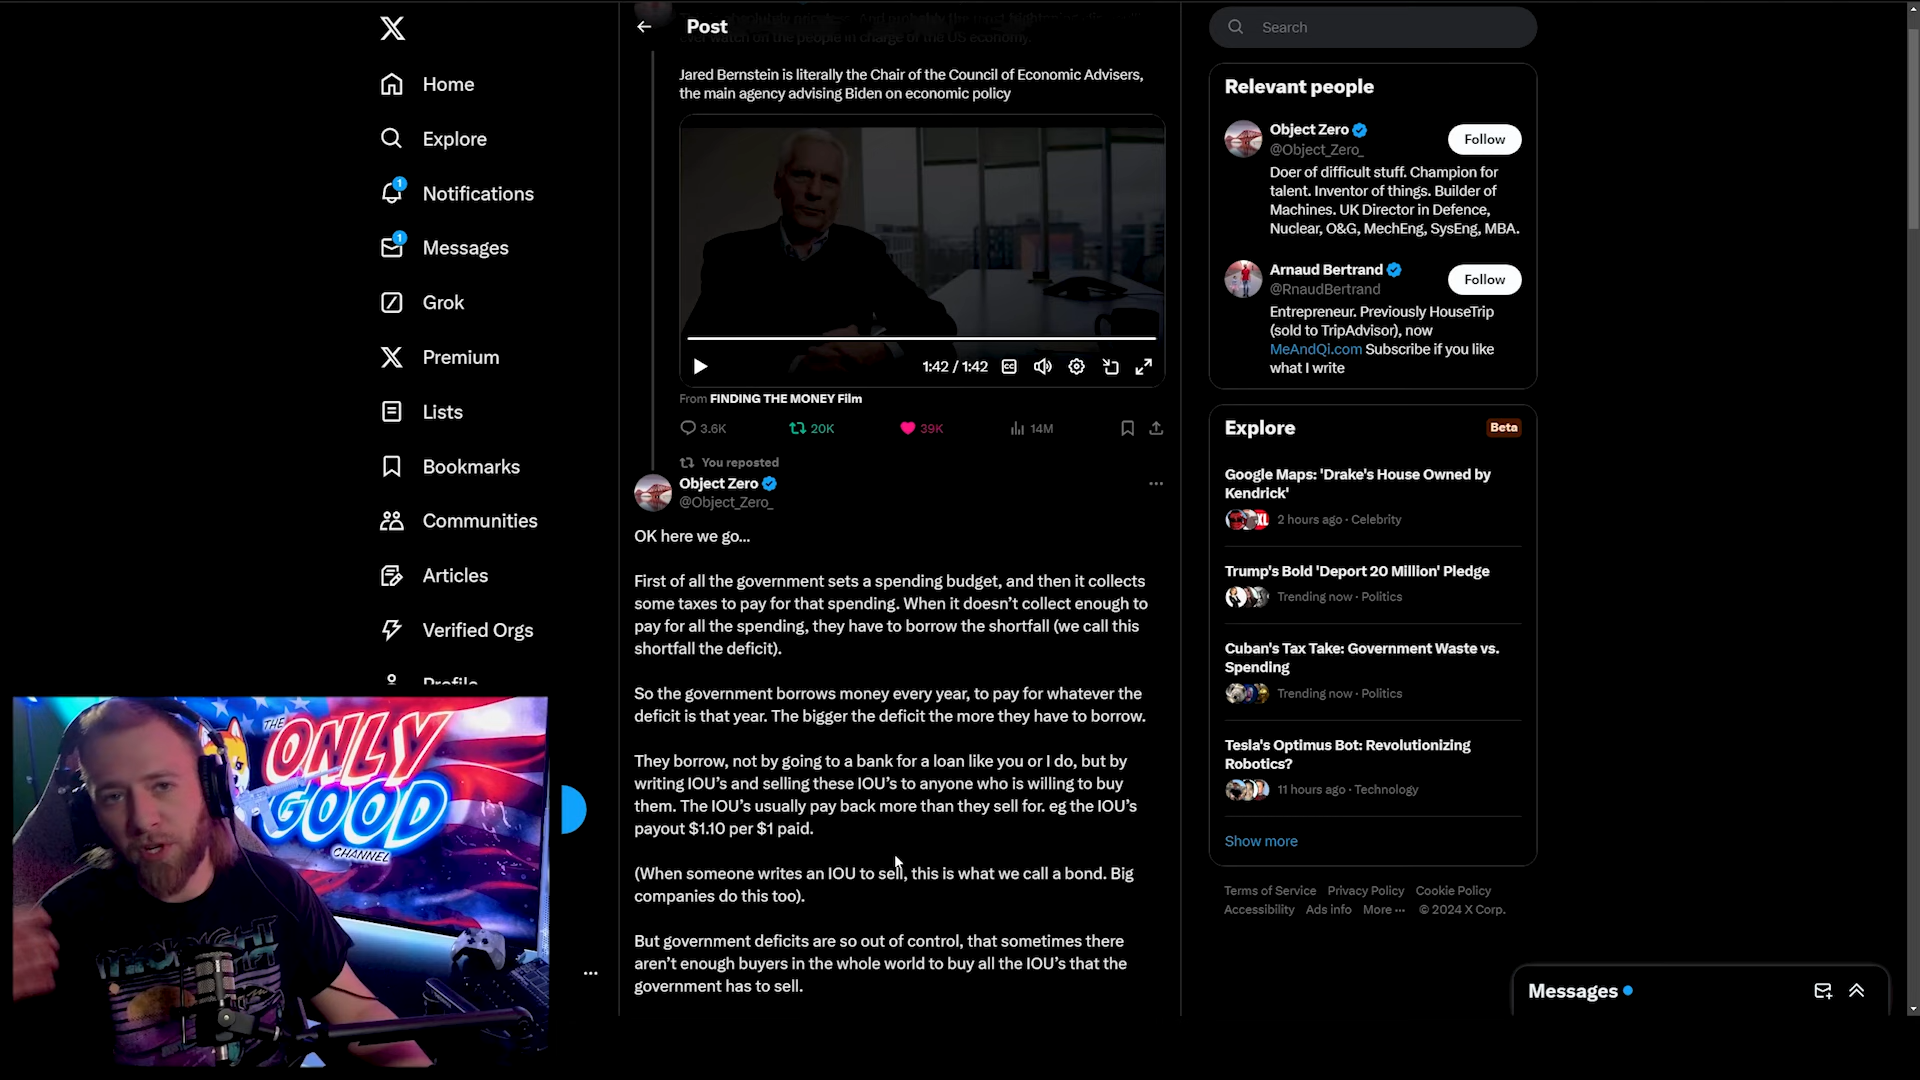 Home
Explore
1
Notifications
1
Messages
Grok
Premium
Lists
Bookmarks
Communities
Articles
Verified Orgs
Profile
Post
ever watch on the people in charge of the US economy.
Jared Bernstein is literally the Chair of the Council of Economic Advisers,
the main agency advising Biden on economic policy
1:42 / 1:42
From FINDING THE MONEY Film
3.6K 20K 39K 14M
You reposted
Object Zero
@Object_Zero_
OK here we go...
First of all the government sets a spending budget, and then it collects
some taxes to pay for that spending. When it doesn’t collect enough to
pay for all the spending, they have to borrow the shortfall (we call this
shortfall the deficit).
So the government borrows money every year, to pay for whatever the
deficit is that year. The bigger the deficit the more they have to borrow.
They borrow, not by going to a bank for a loan like you or I do, but by
writing IOU’s and selling these IOU’s to anyone who is willing to buy
them. The IOU’s usually pay back more than they sell for. eg the IOU’s
payout $1.10 per $1 paid.
(When someone writes an IOU to sell, this is what we call a bond. Big
companies do this too).
But government deficits are so out of control, that sometimes there
aren’t enough buyers in the whole world to buy all the IOU’s that the
government has to sell.
Search
Relevant people
Object Zero
@Object_Zero_
Follow
Doer of difficult stuff. Champion for
talent. Inventor of things. Builder of
Machines. UK Director in Defence,
Nuclear, O&G, MechEng, SysEng, MBA.
Arnaud Bertrand
@RnaudBertrand
Follow
Entrepreneur. Previously HouseTrip
(sold to TripAdvisor), now
MeAndQi.com Subscribe if you like
what I write
Explore
Beta
Google Maps: 'Drake's House Owned by
Kendrick'
2 hours ago · Celebrity
Trump's Bold 'Deport 20 Million' Pledge
Trending now · Politics
Cuban's Tax Take: Government Waste vs.
Spending
Trending now · Politics
Tesla's Optimus Bot: Revolutionizing
Robotics?
11 hours ago · Technology
Show more
Terms of Service Privacy Policy Cookie Policy
Accessibility Ads info More ··· © 2024 X Corp.
Messages
THE
ONLY
GOOD
CHANNEL